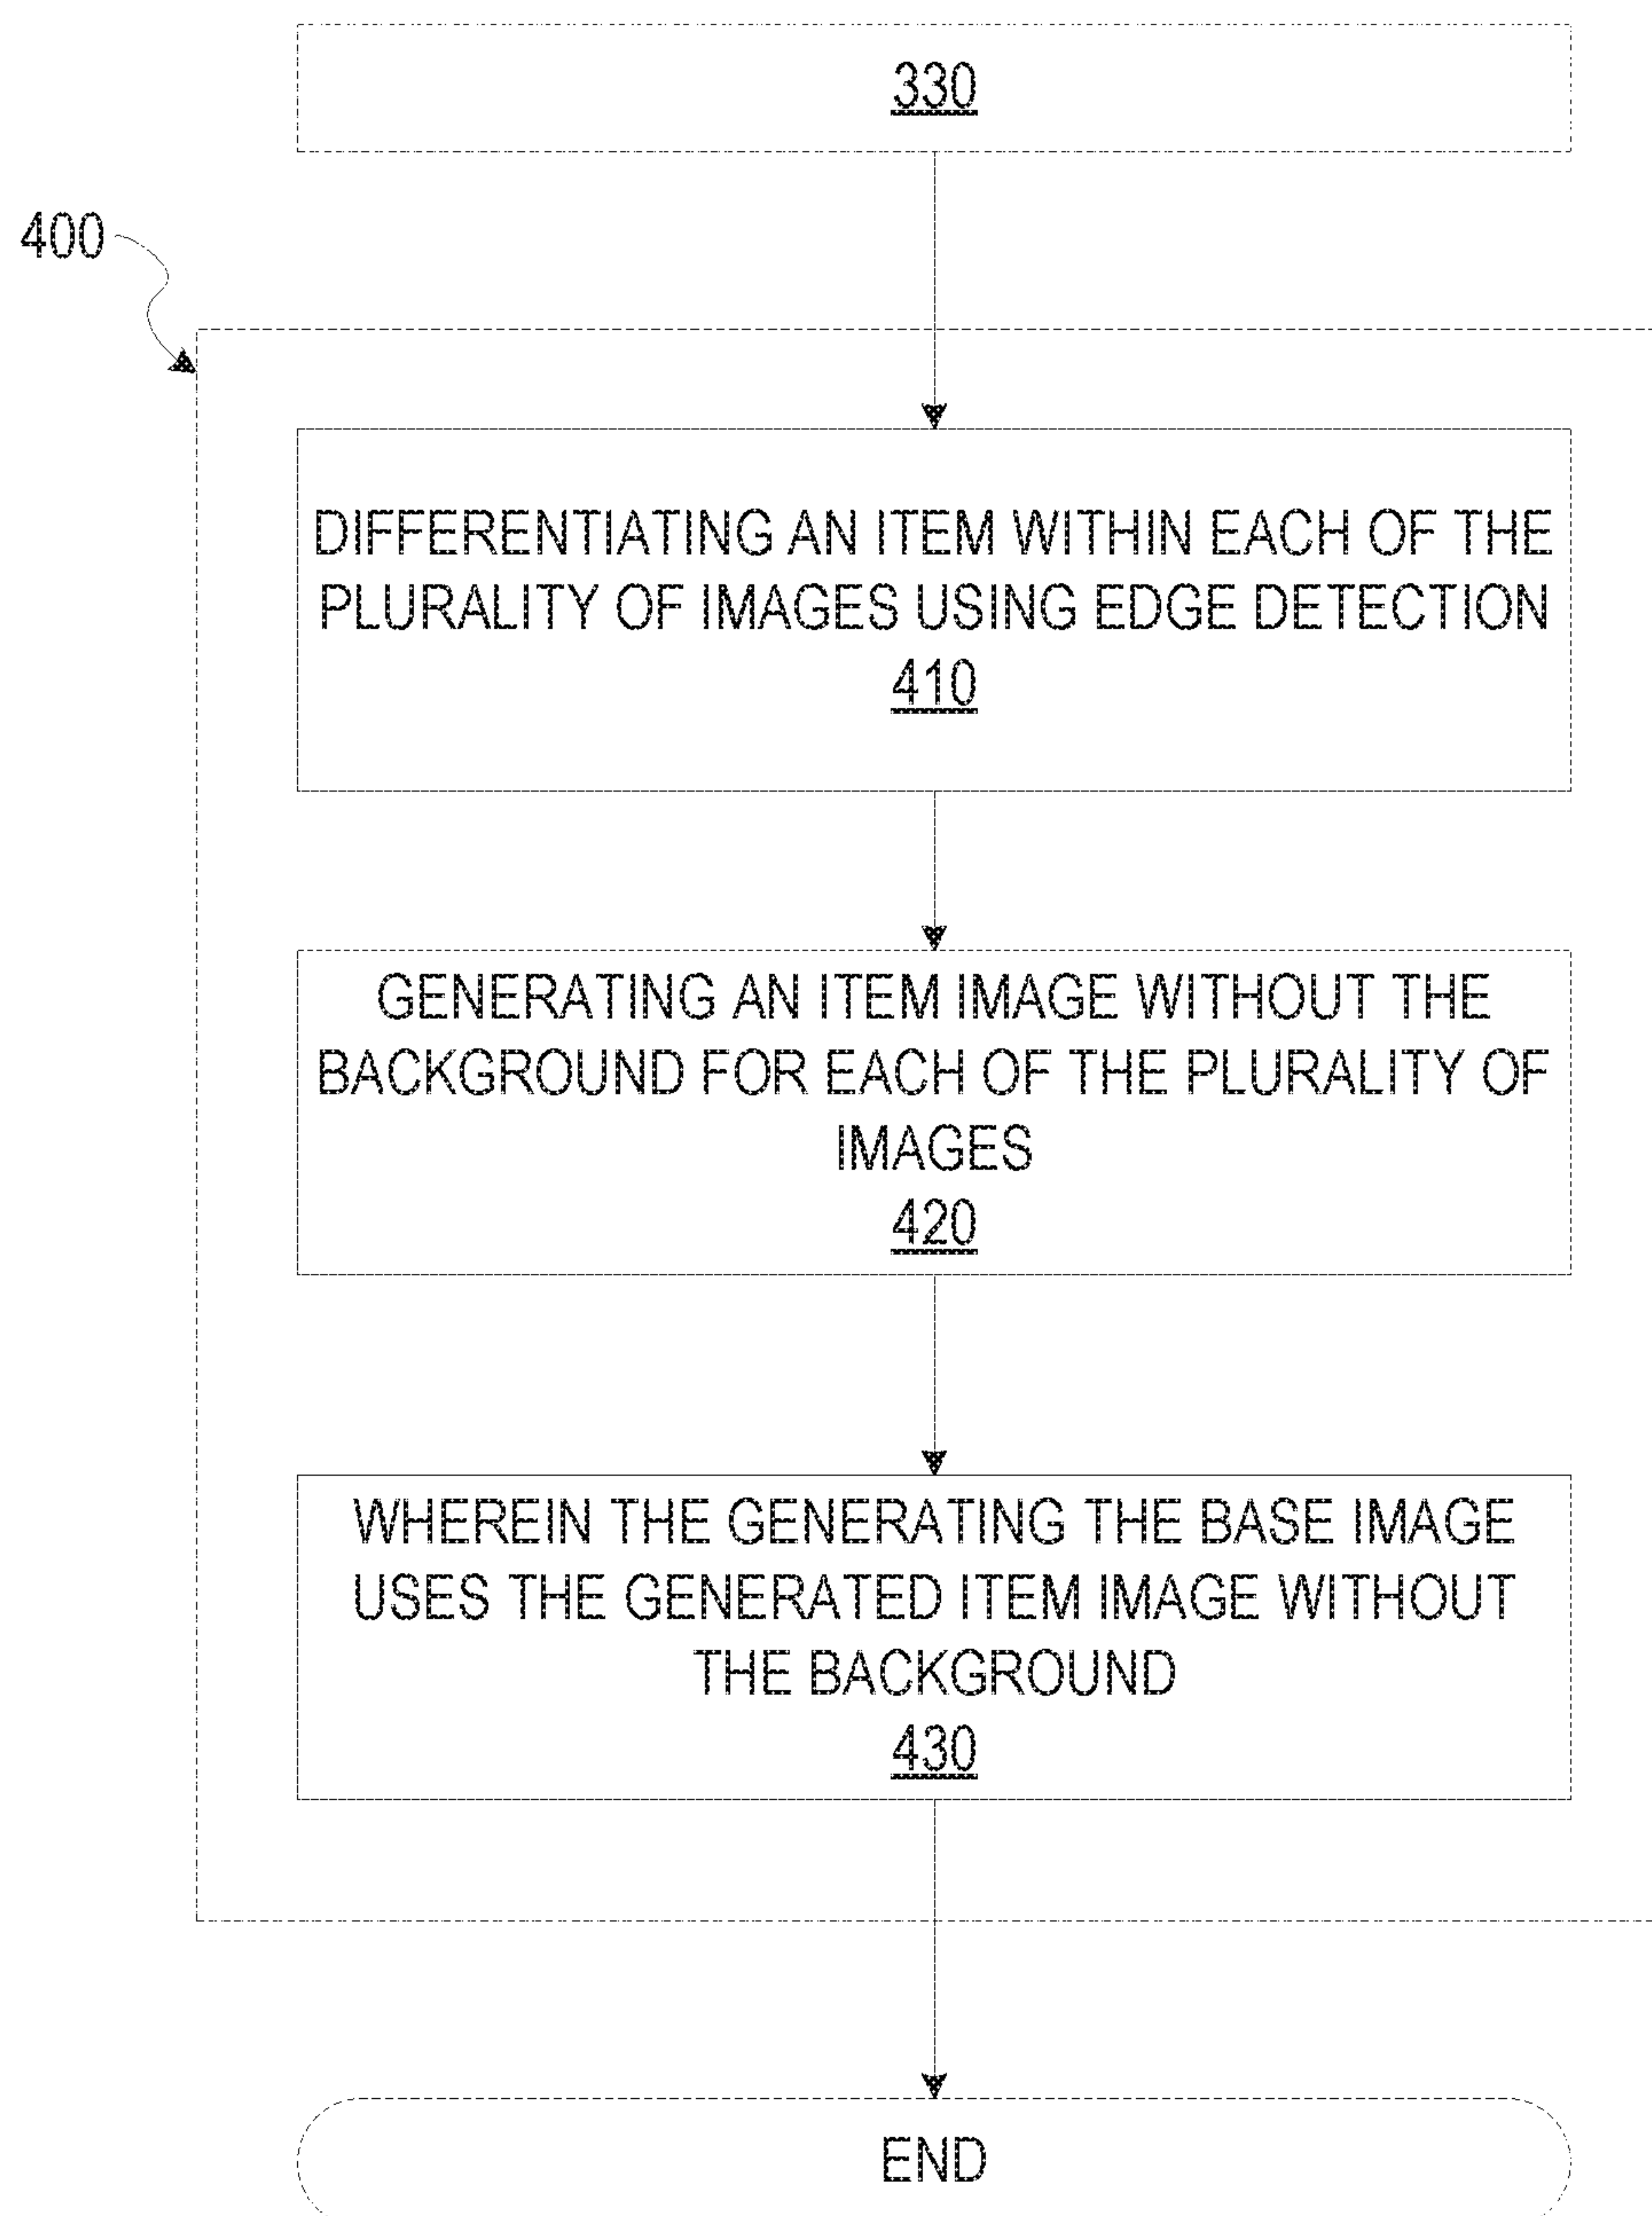 330
400
DIFFERENTIATING AN ITEM WITHIN EACH OF THE
PLURALITY OF IMAGES USING EDGE DETECTION
410
GENERATING AN ITEM IMAGE WITHOUT THE
BACKGROUND FOR EACH OF THE PLURALITY OF
IMAGES
420
WHEREIN THE GENERATING THE BASE IMAGE
USES THE GENERATED ITEM IMAGE WITHOUT
THE BACKGROUND
430
END